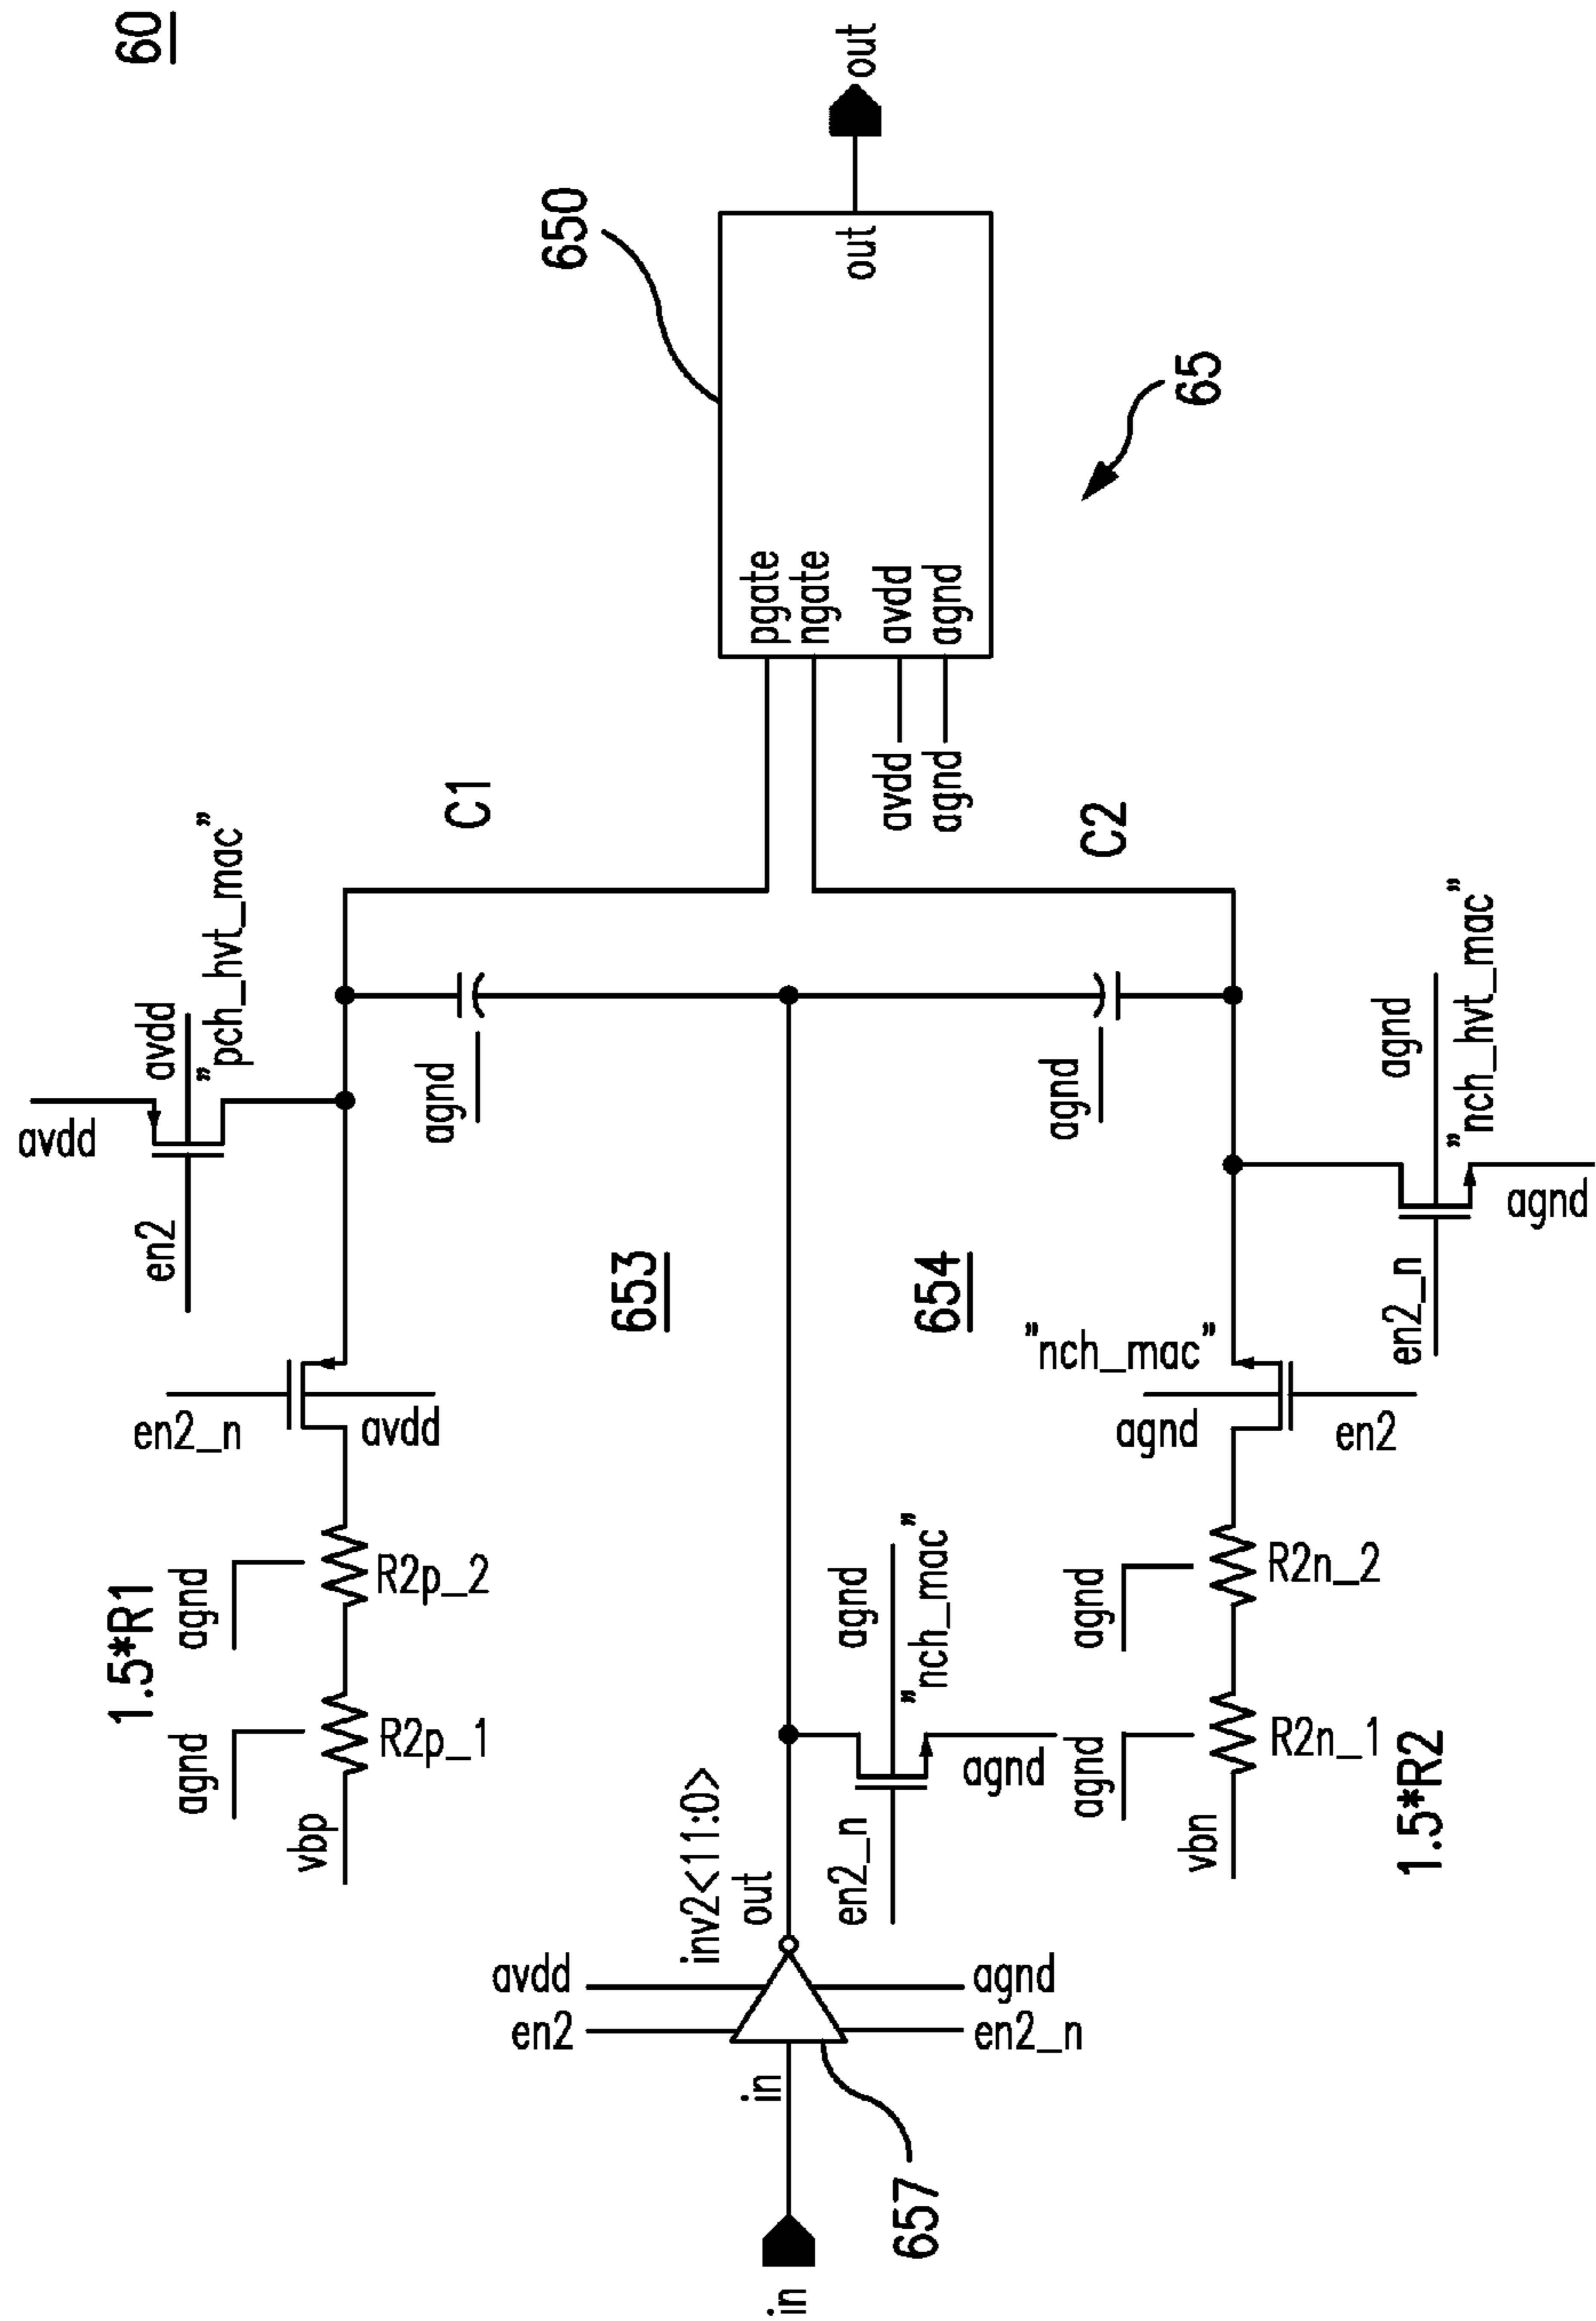 60
avdd
avdd
"pch_hvt_mac"
en2
C1
1.5*R1
agnd
agnd
vbp
R2p_1
R2p_2
en2_n
avdd
agnd
650
out
out
pgate
ngate
avdd
agnd
avdd
agnd
65
653
654
inv2<11:0>
out
avdd
en2
in
in
agnd
en2_n
657
en2_n
agnd
"nch_mac"
agnd
agnd
C2
"nch_mac"
agnd
en2
agnd
agnd
vbn
R2n_1
R2n_2
1.5*R2
agnd
"nch_hvt_mac"
en2_n
agnd